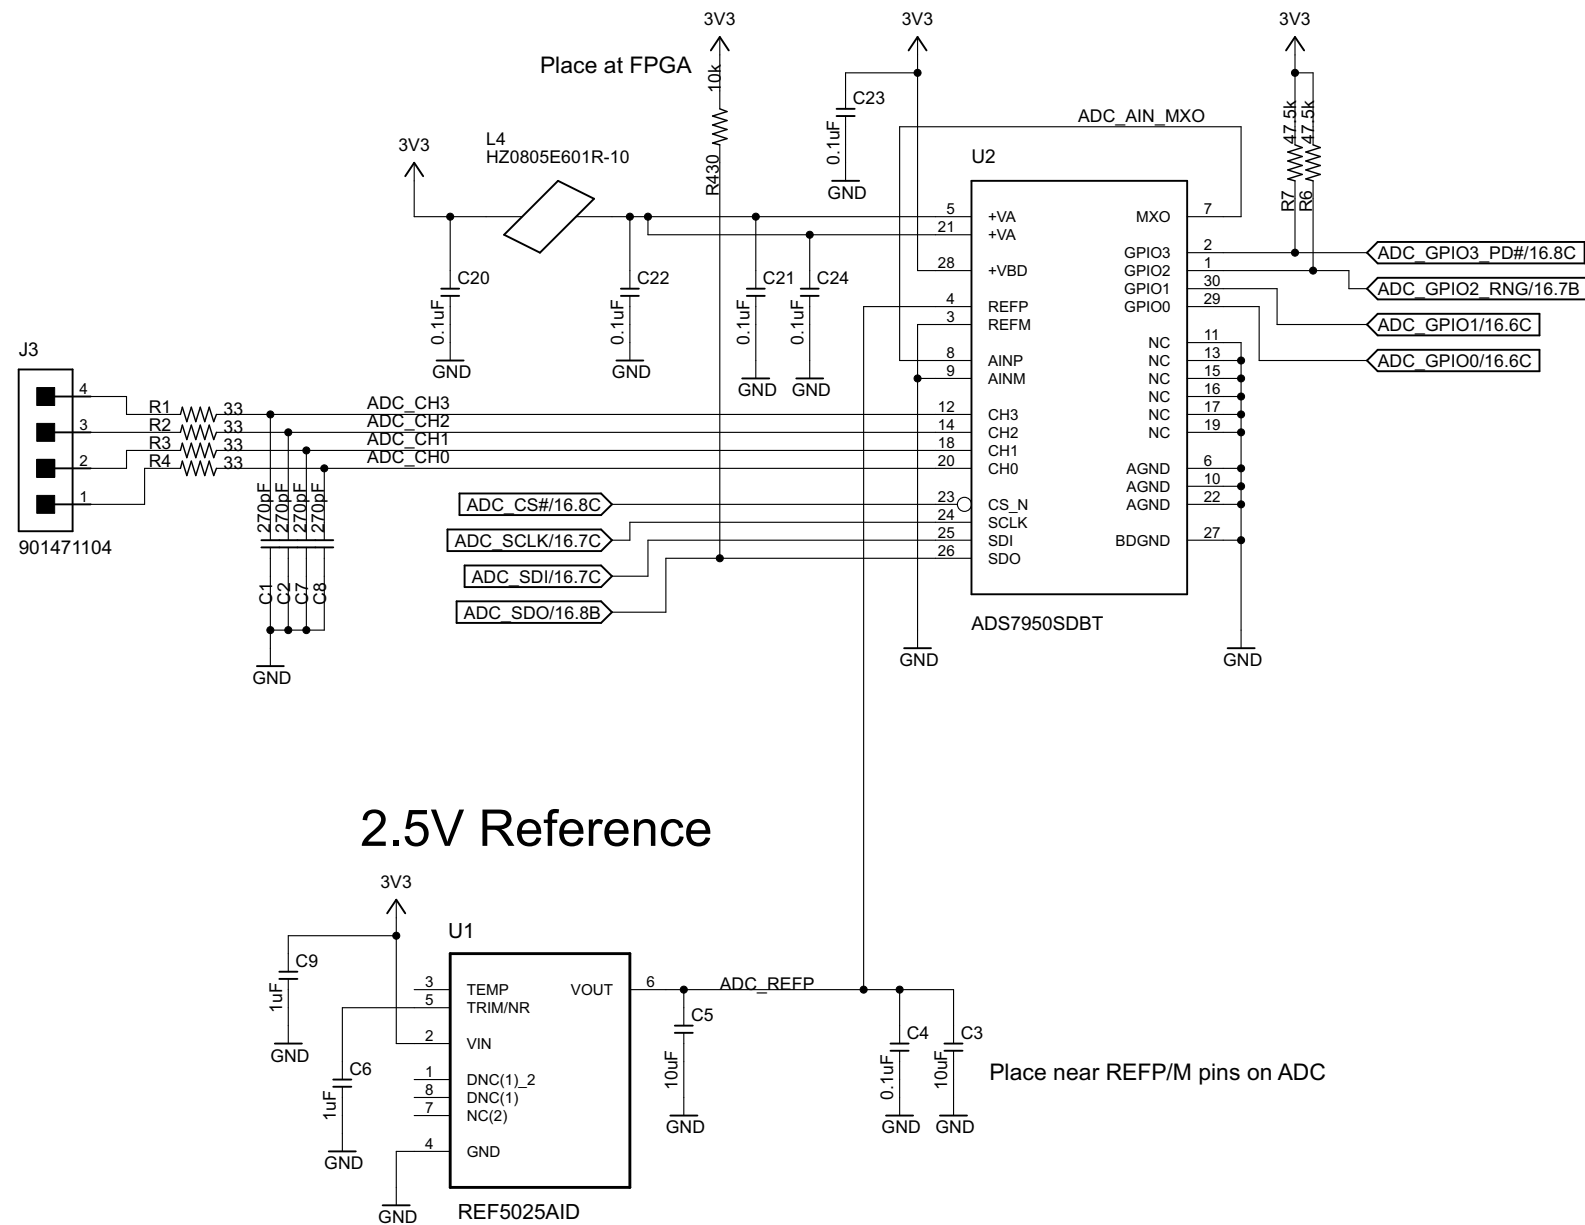 3V3
3V3
3V3
Place at FPGA
10k
R430
C23
0.1uF
GND
ADC_AIN_MXO
47.5k
47.5k
R7
R6
L4
HZ0805E601R-10
3V3
U2
5
+VA
21
+VA
28
+VBD
4
REFP
3
REFM
8
AINP
9
AINM
12
CH3
14
CH2
18
CH1
20
CH0
23
CS_N
24
SCLK
25
SDI
26
SDO
MXO
7
GPIO3
2
GPIO2
1
GPIO1
30
GPIO0
29
NC
11
NC
13
NC
15
NC
16
NC
17
NC
19
AGND
6
AGND
10
AGND
22
BDGND
27
ADS7950SDBT
ADC_GPIO3_PD#/16.8C
ADC_GPIO2_RNG/16.7B
ADC_GPIO1/16.6C
ADC_GPIO0/16.6C
C20
0.1uF
GND
C22
0.1uF
GND
C21
0.1uF
GND
C24
0.1uF
GND
J3
4
3
2
1
901471104
R1
33
ADC_CH3
R2
33
ADC_CH2
R3
33
ADC_CH1
R4
33
ADC_CH0
270pF
270pF
270pF
270pF
C1
C2
C7
C8
GND
ADC_CS#/16.8C
ADC_SCLK/16.7C
ADC_SDI/16.7C
ADC_SDO/16.8B
GND
GND
2.5V Reference
3V3
U1
C9
1uF
GND
C6
1uF
GND
3
TEMP
5
TRIM/NR
2
VIN
1
DNC(1)_2
8
DNC(1)
7
NC(2)
4
GND
VOUT
6
ADC_REFP
GND
REF5025AID
C5
10uF
GND
C4
0.1uF
GND
C3
10uF
GND
Place near REFP/M pins on ADC